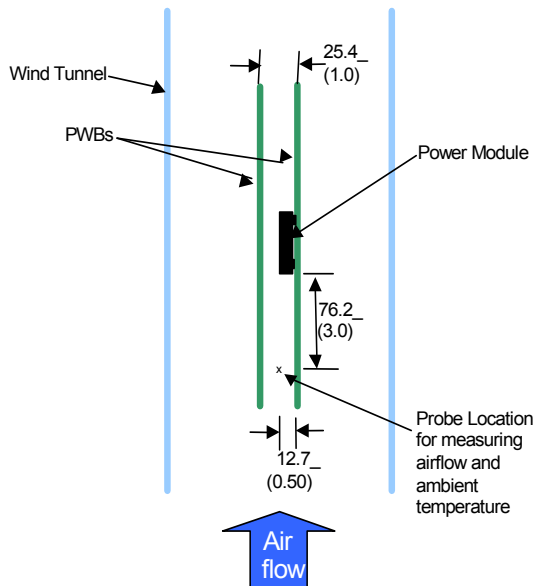 25.4_
(1.0)
Wind Tunnel
PWBs
Power Module
76.2_
(3.0)
x
Probe Location
for measuring
airflow and
ambient
temperature
12.7_
(0.50)
Air
flow